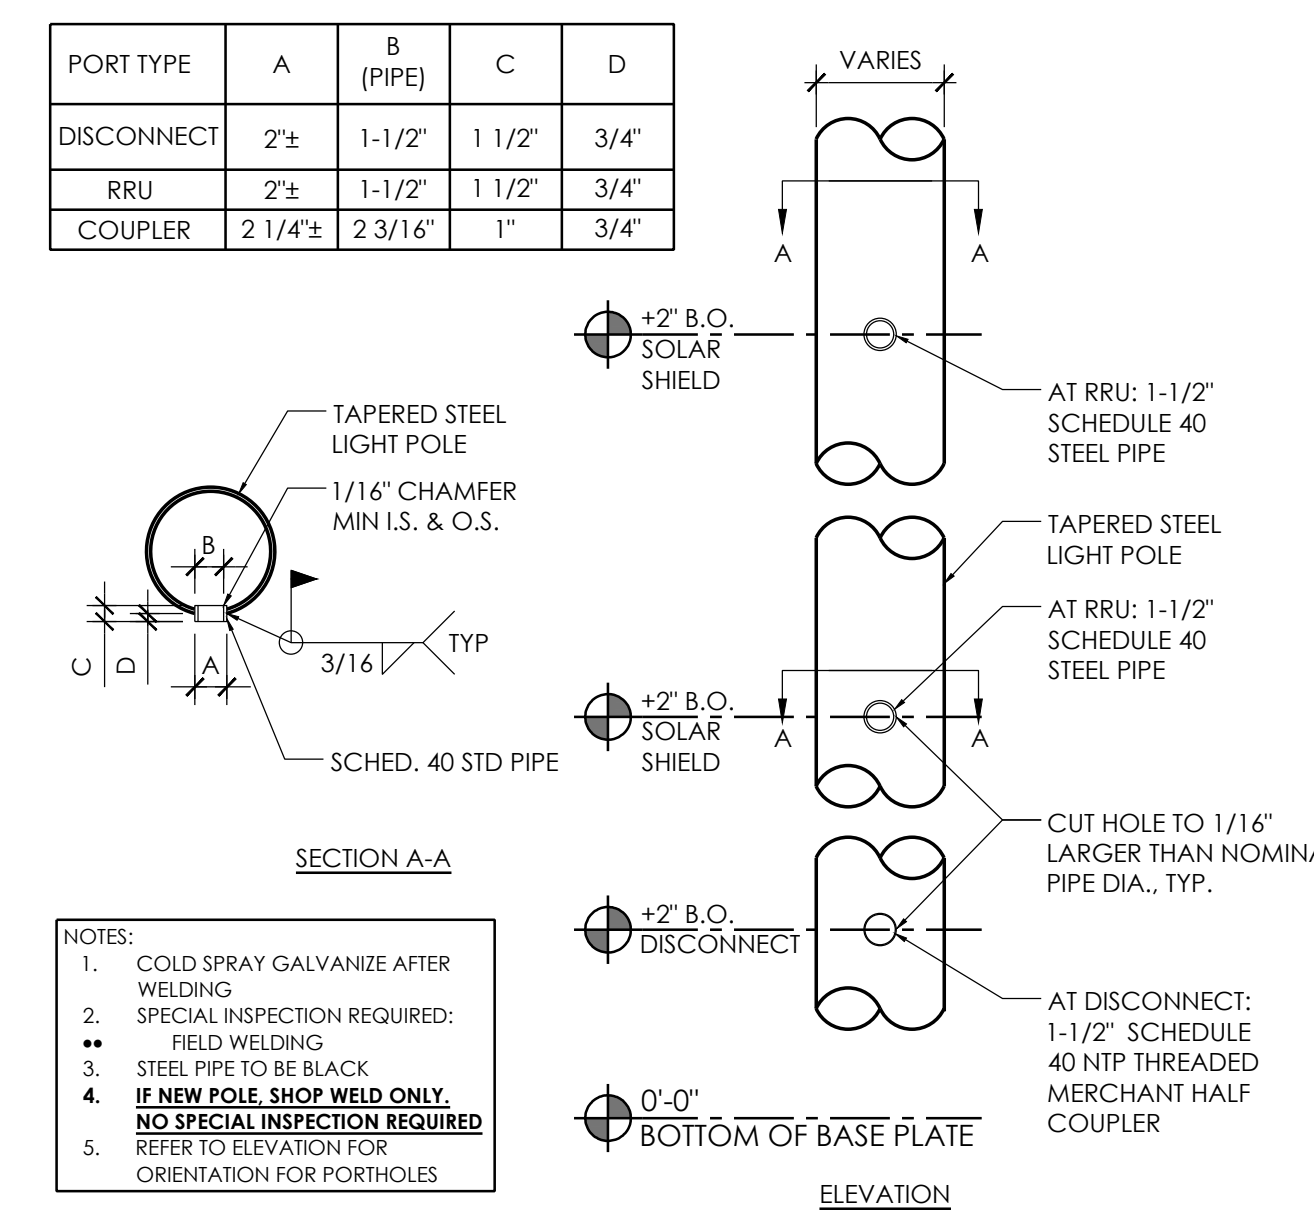 PORT TYPE A B (PIPE) C D
DISCONNECT 2"± 1-1/2" 1 1/2" 3/4"
RRU 2"± 1-1/2" 1 1/2" 3/4"
COUPLER 2 1/4"± 2 3/16" 1" 3/4"
VARIES
A A
+2" B.O.
SOLAR
SHIELD
AT RRU: 1-1/2"
SCHEDULE 40
STEEL PIPE
TAPERED STEEL
LIGHT POLE
1/16" CHAMFER
MIN I.S. & O.S.
B
C
D
A
3/16
TYP
SCHED. 40 STD PIPE
SECTION A-A
TAPERED STEEL
LIGHT POLE
AT RRU: 1-1/2"
SCHEDULE 40
STEEL PIPE
+2" B.O.
SOLAR
SHIELD
A A
CUT HOLE TO 1/16"
LARGER THAN
PIPE DIA., TYP.
+2" B.O.
DISCONNECT
AT DISCONNECT:
1-1/2" SCHEDULE
40 NTP THREADED
MERCHANT HALF
COUPLER
0'-0"
BOTTOM OF BASE PLATE
ELEVATION
NOTES:
1. COLD SPRAY GALVANIZE AFTER
WELDING
2. SPECIAL INSPECTION REQUIRED:
•• FIELD WELDING
3. STEEL PIPE TO BE BLACK
4. IF NEW POLE, SHOP WELD ONLY.
NO SPECIAL INSPECTION REQUIRED
5. REFER TO ELEVATION FOR
ORIENTATION FOR PORTHOLES